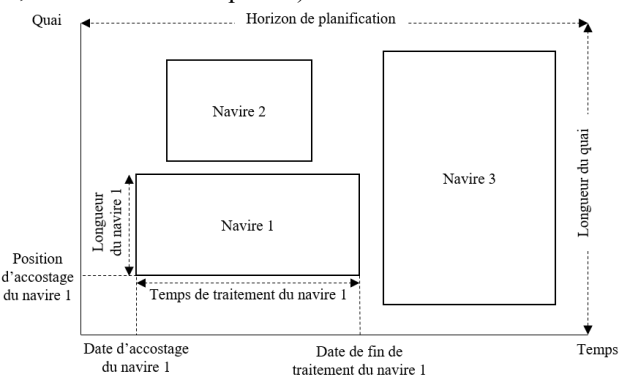 Quai
Horizon de planification
Navire 2
Navire 3
Longueur du quai
Longueur
du navire 1
Navire 1
Position
d’accostage
du navire 1
Temps de traitement du navire 1
Date d’accostage
du navire 1
Date de fin de
traitement du navire 1
Temps